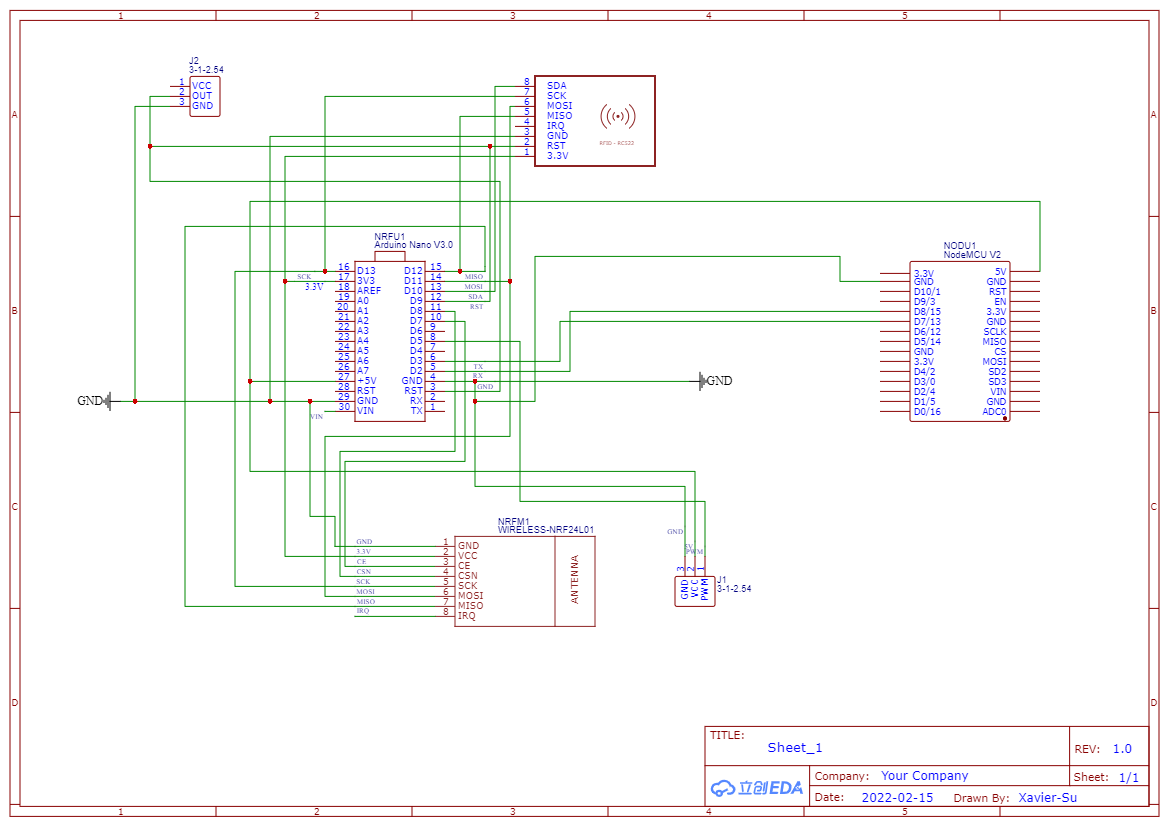 1 2 3 4 5
A A
B B
C C
D D
1 2 3 4 5
J2
3-1-2.54
1 VCC
2 OUT
3 GND
8 SDA
7 SCK
6 MOSI
5 MISO
4 IRQ
3 GND
2 RST
1 3.3V
RFID - RC522
NRFU1
Arduino Nano V3.0
16 D13 D12 15
17 3V3 D11 14
18 AREF D10 13
19 A0 D9 12
20 A1 D8 11
21 A2 D7 10
22 A3 D6 9
23 A4 D5 8
24 A5 D4 7
25 A6 D3 6
26 A7 D2 5
27 +5V GND 4
28 RST RST 3
29 GND RX 2
30 VIN TX 1
SCK
3.3V
VIN
MISO
MOSI
SDA
RST
TX
RX
GND
GND
GND
NODU1
NodeMCU V2
3.3V 5V
GND GND
D10/1 RST
D9/3 EN
D8/15 3.3V
D7/13 GND
D6/12 SCLK
D5/14 MISO
GND CS
3.3V MOSI
D4/2 SD2
D3/0 SD3
D2/4 VIN
D1/5 GND
D0/16 ADC0
NRFM1
WIRELESS-NRF24L01
GND 1 GND
3.3V 2 VCC
CE 3 CE
CSN 4 CSN
SCK 5 SCK
MOSI 6 MOSI
MISO 7 MISO
IRQ 8 IRQ
ANTENNA
GND
5V
PWM
3 2 1
GND VCC PWM
J1
3-1-2.54
TITLE:
Sheet_1
REV: 1.0
立创EDA
Company: Your Company
Sheet: 1/1
Date: 2022-02-15 Drawn By: Xavier-Su